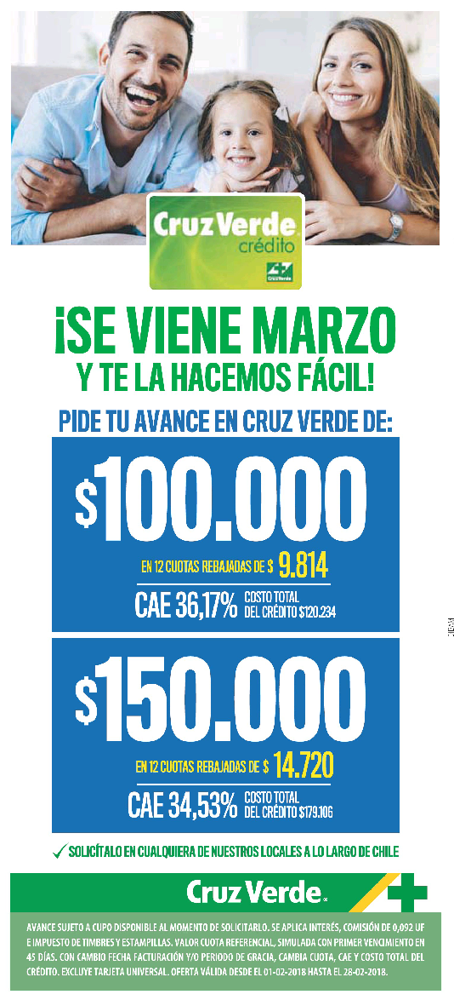 CruzVerde
crédito
CruzVerde
¡SE VIENE MARZO
Y TE LA HACEMOS FÁCIL!
PIDE TU AVANCE EN CRUZ VERDE DE:
$100.000
EN 12 CUOTAS REBAJADAS DE $ 9.814
CAE 36,17% COSTO TOTAL
DEL CRÉDITO $120.234
$150.000
EN 12 CUOTAS REBAJADAS DE $ 14.720
CAE 34,53% COSTO TOTAL
DEL CRÉDITO $179.106
✓ SOLICÍTALO EN CUALQUIERA DE NUESTROS LOCALES A LO LARGO DE CHILE
Cruz Verde®
AVANCE SUJETO A CUPO DISPONIBLE AL MOMENTO DE SOLICITARLO. SE APLICA INTERÉS, COMISIÓN DE 0,092 UF
E IMPUESTO DE TIMBRES Y ESTAMPILLAS. VALOR CUOTA REFERENCIAL, SIMULADA CON PRIMER VENCIMIENTO EN
45 DÍAS. CON CAMBIO FECHA FACTURACIÓN Y/O PERIODO DE GRACIA, CAMBIA CUOTA, CAE Y COSTO TOTAL DEL
CRÉDITO. EXCLUYE TARJETA UNIVERSAL. OFERTA VÁLIDA DESDE EL 01-02-2018 HASTA EL 28-02-2018.